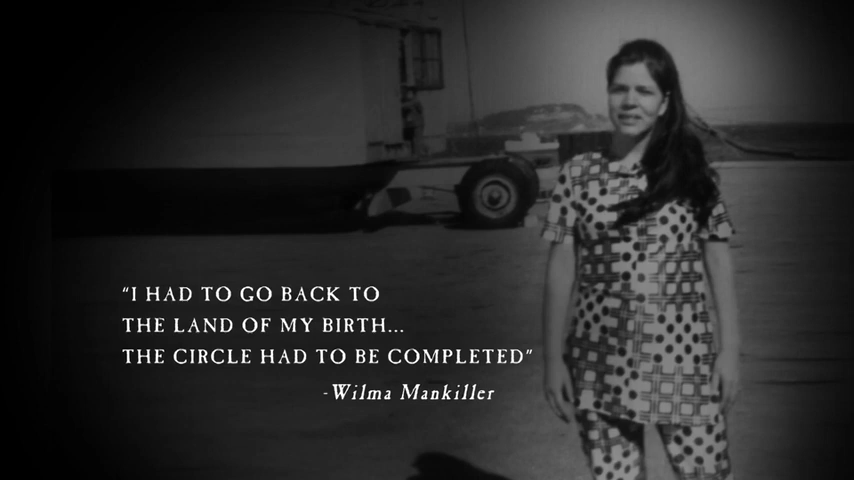 “I HAD TO GO BACK TO
THE LAND OF MY BIRTH...
THE CIRCLE HAD TO BE COMPLETED”
-Wilma Mankiller